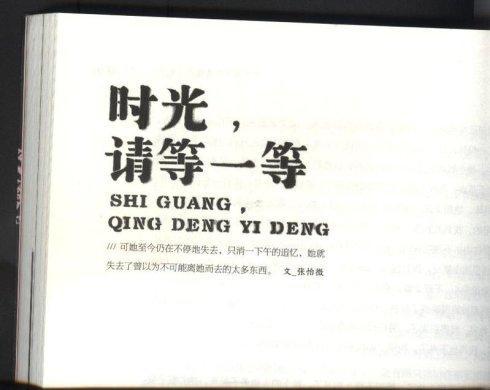 时光，
请等一等
SHI GUANG，
QING DENG YI DENG
/// 可她至今仍在不停地失去，只消一下午的追忆，她就
失去了曾以为不可能离她而去的太多东西。 文_张怡微